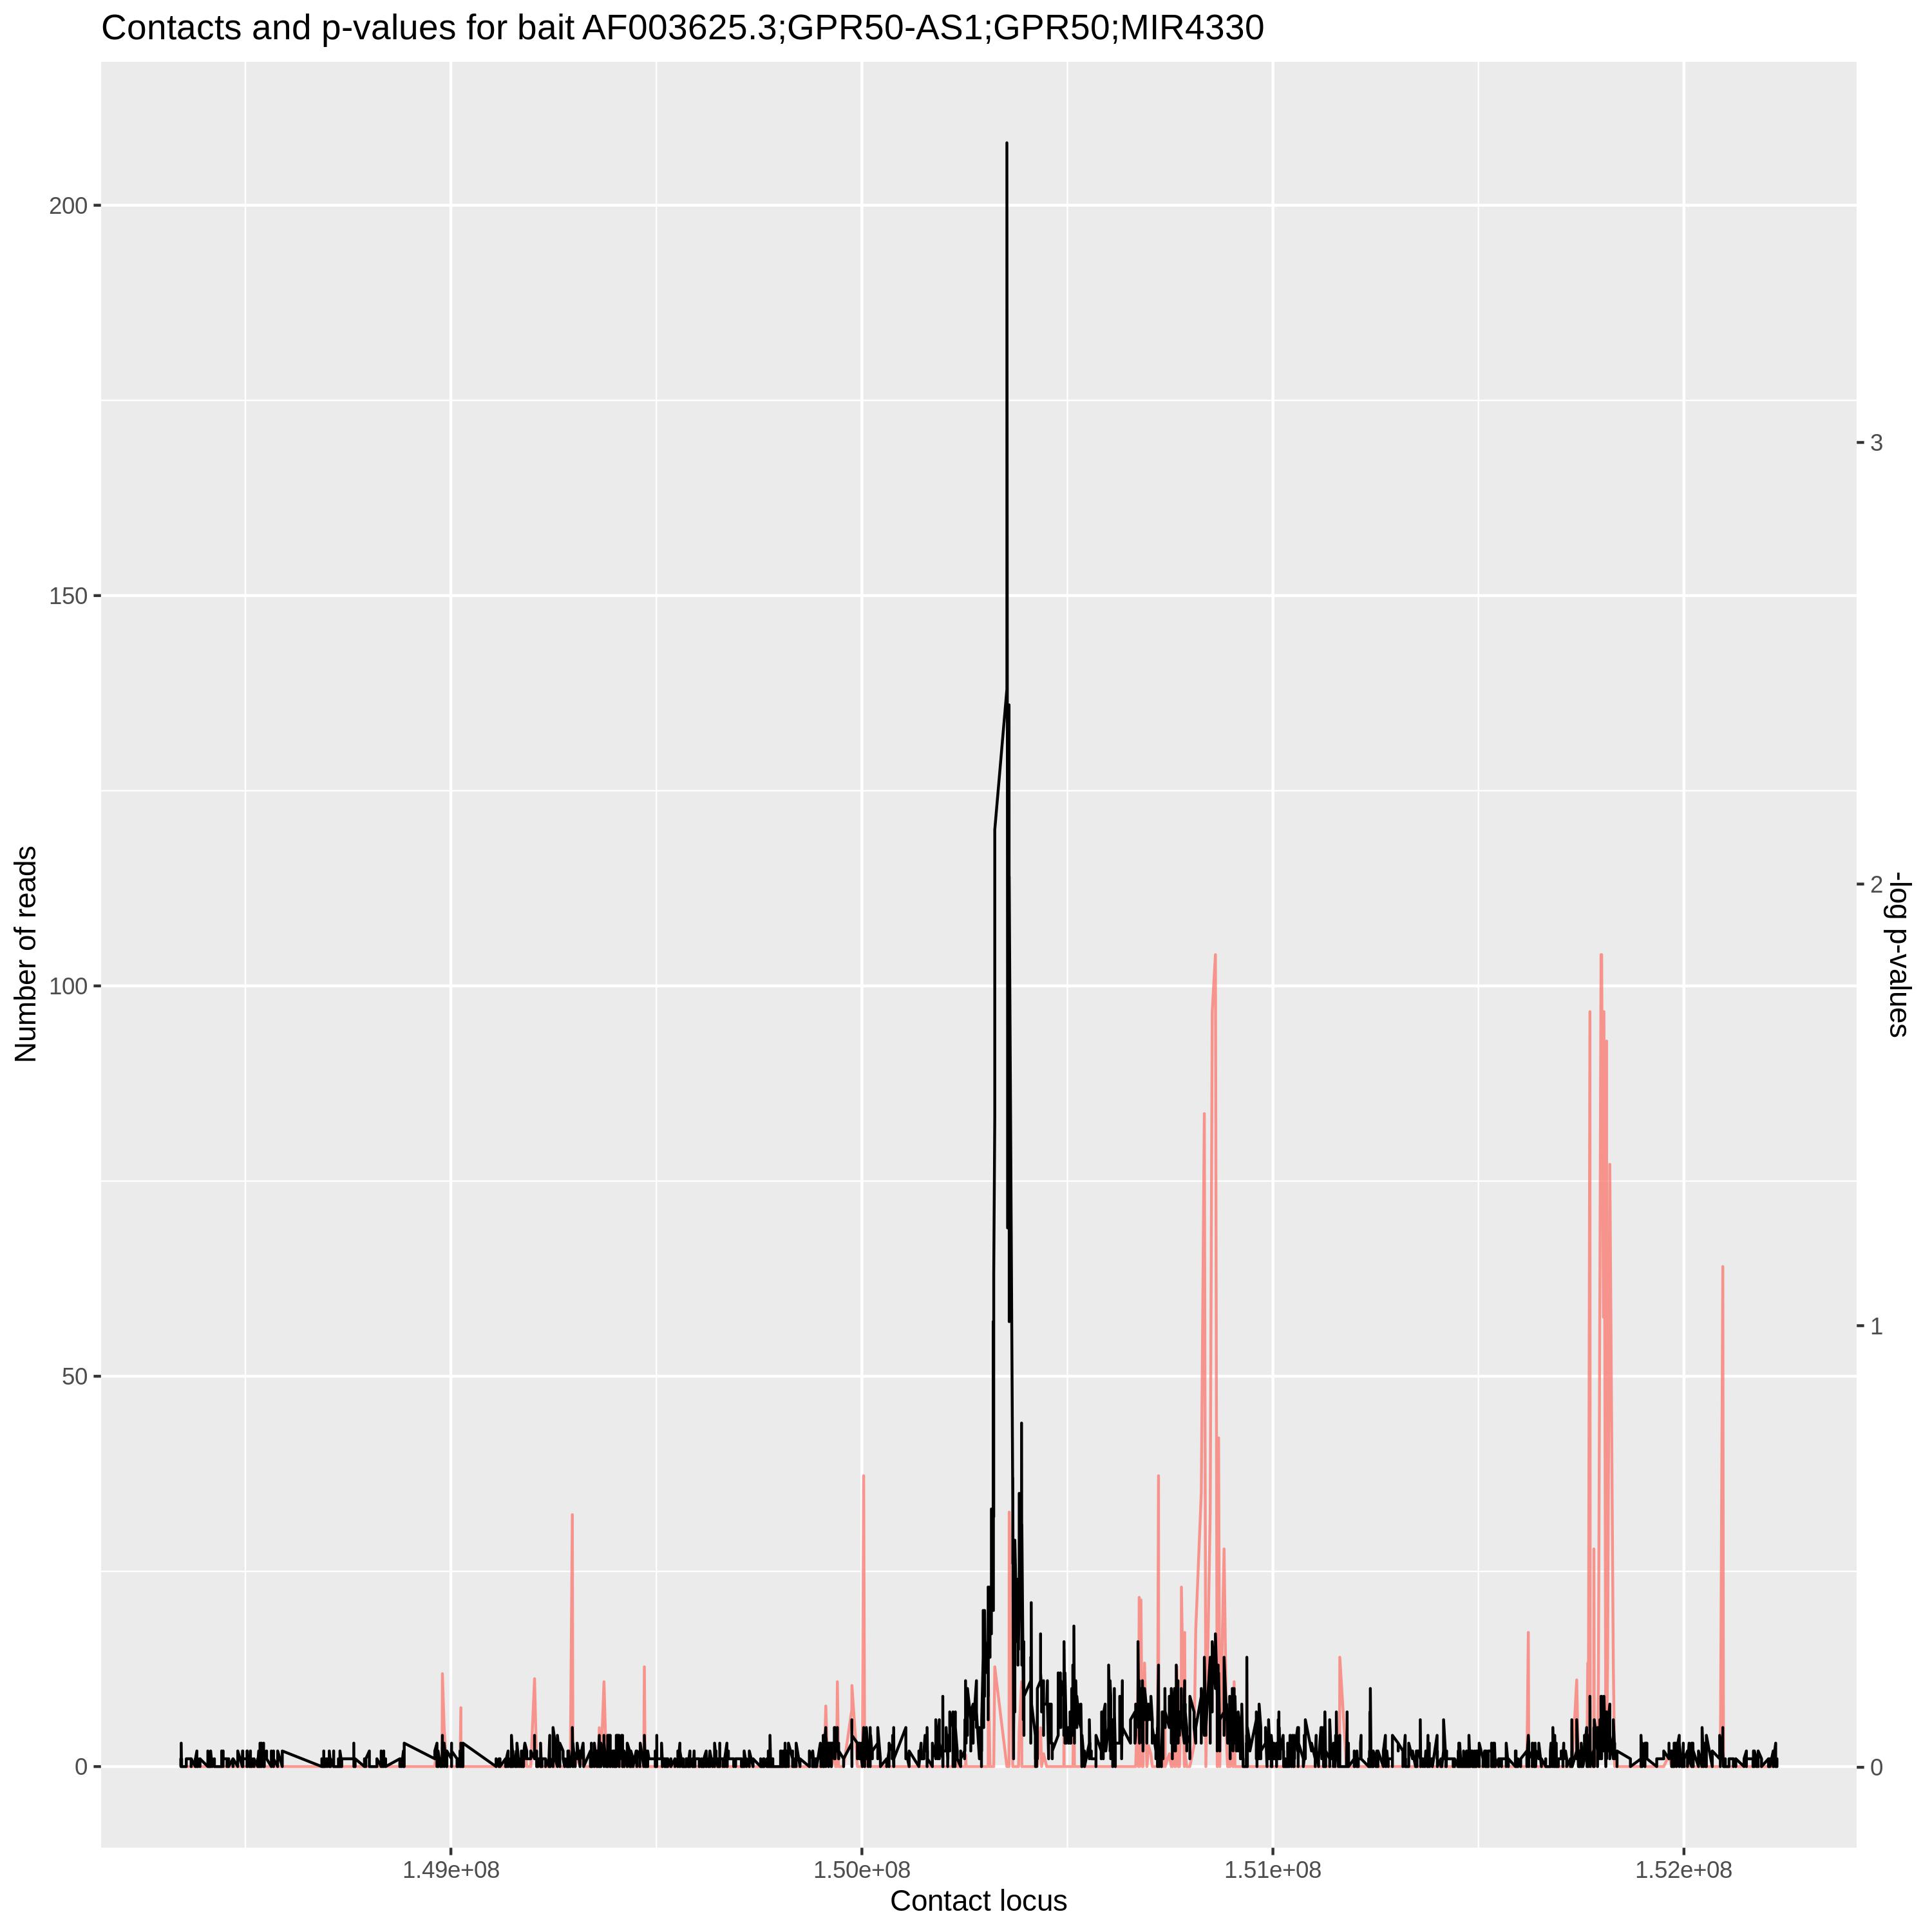 Contacts and p-values for bait AF003625.3;GPR50-AS1;GPR50;MIR4330
200
150
100
50
0
Number of reads
3
2
1
0
-log p-values
1.49e+08
1.50e+08
1.51e+08
1.52e+08
Contact locus